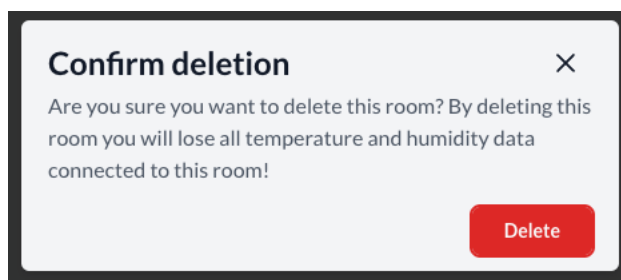 Confirm deletion
Are you sure you want to delete this room? By deleting this
room you will lose all temperature and humidity data
connected to this room!
Delete